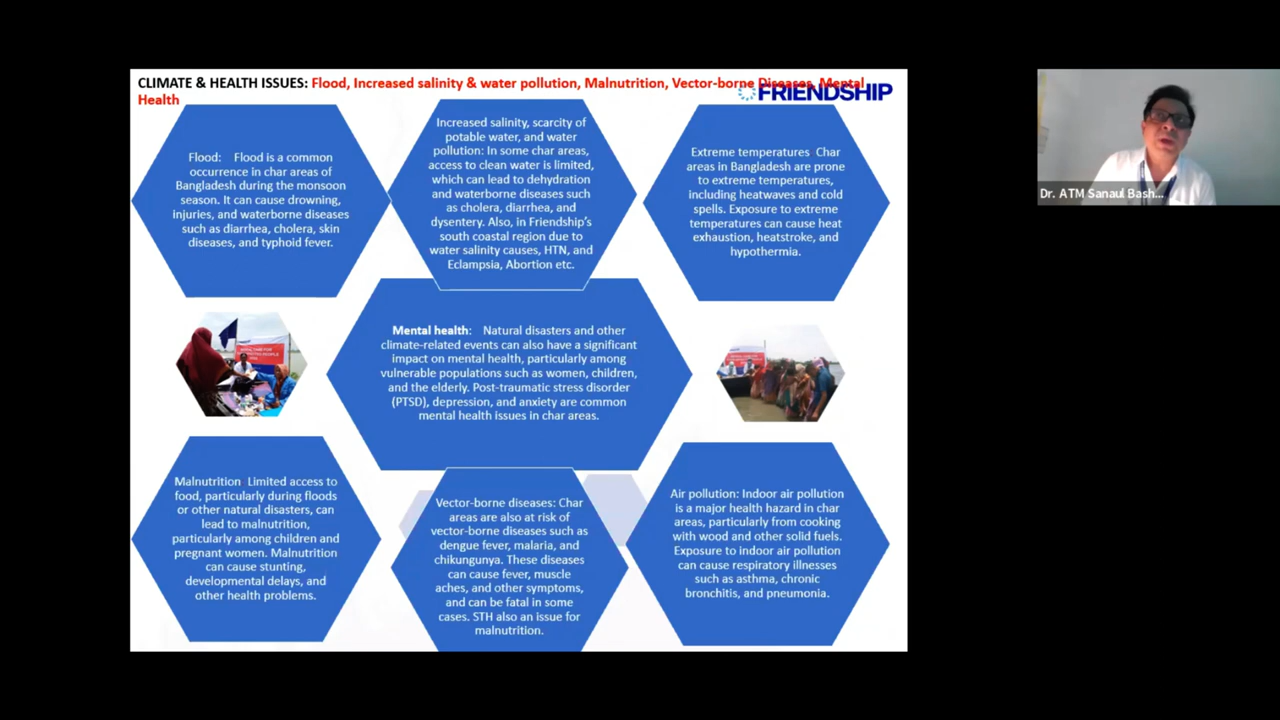 CLIMATE & HEALTH ISSUES: Flood, Increased salinity & water pollution, Malnutrition, Vector-borne Diseases, Mental
Health
FRIENDSHIP
Flood: Flood is a common
occurrence in char areas of
Bangladesh during the monsoon
season. It can cause drowning,
injuries, and waterborne diseases
such as diarrhea, cholera, skin
diseases, and typhoid fever.
Increased salinity, scarcity of
potable water, and water
pollution: In some char areas,
access to clean water is limited,
which can lead to dehydration
and waterborne diseases such
as cholera, diarrhea, and
dysentery. Also, in Friendship's
south coastal region due to
water salinity causes, HTN, and
Eclampsia, Abortion etc.
Extreme temperatures Char
areas in Bangladesh are prone
to extreme temperatures,
including heatwaves and cold
spells. Exposure to extreme
temperatures can cause heat
exhaustion, heatstroke, and
hypothermia.
Dr. ATM Sanaul Bash...
Mental health: Natural disasters and other
climate-related events can also have a significant
impact on mental health, particularly among
vulnerable populations such as women, children,
and the elderly. Post-traumatic stress disorder
(PTSD), depression, and anxiety are common
mental health issues in char areas.
Malnutrition Limited access to
food, particularly during floods
or other natural disasters, can
lead to malnutrition,
particularly among children and
pregnant women. Malnutrition
can cause stunting,
developmental delays, and
other health problems.
Vector-borne diseases: Char
areas are also at risk of
vector-borne diseases such as
dengue fever, malaria, and
chikungunya. These diseases
can cause fever, muscle
aches, and other symptoms,
and can be fatal in some
cases. STH also an issue for
malnutrition.
Air pollution: Indoor air pollution
is a major health hazard in char
areas, particularly from cooking
with wood and other solid fuels.
Exposure to indoor air pollution
can cause respiratory illnesses
such as asthma, chronic
bronchitis, and pneumonia.